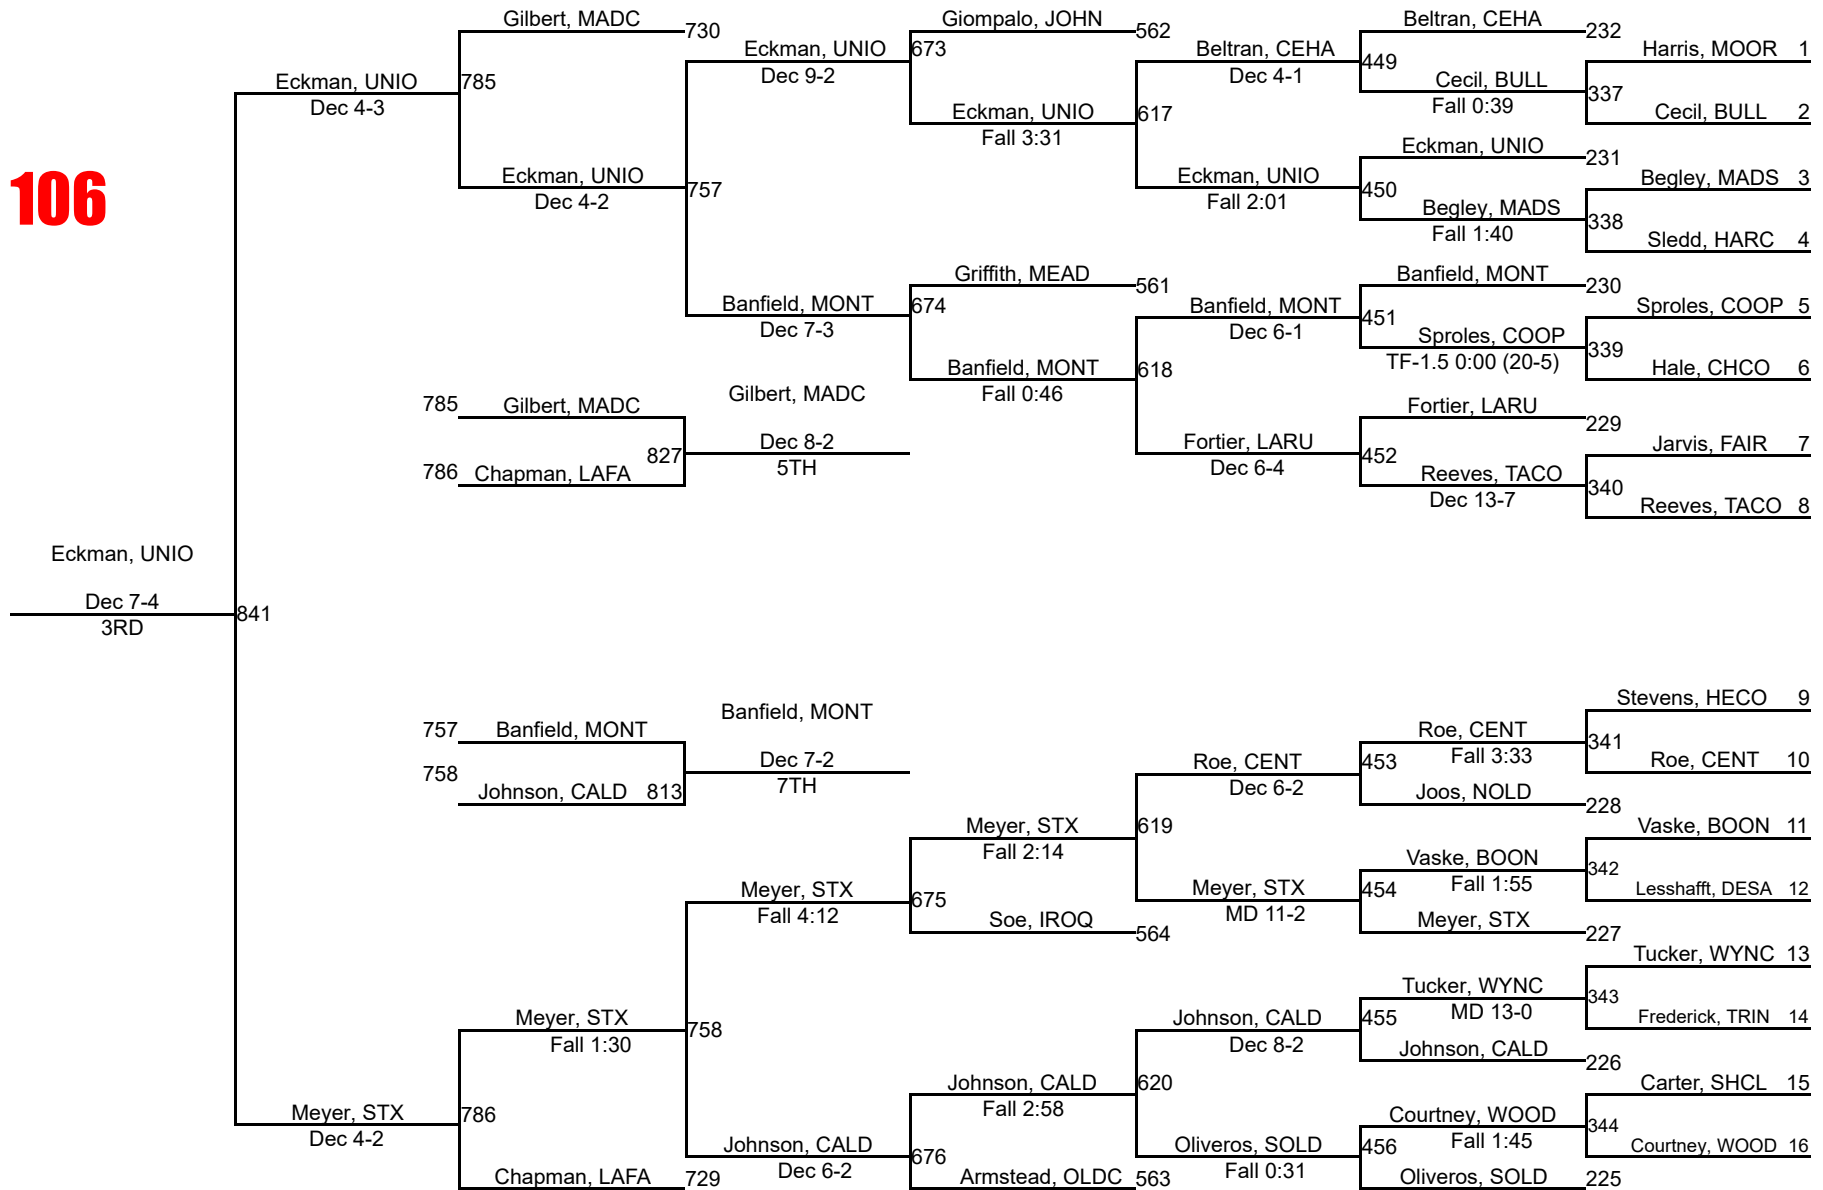 Gilbert, MADC
730
Giompalo, JOHN
562
Beltran, CEHA
232
Eckman, UNIO
673
Dec 9-2
Beltran, CEHA
Dec 4-1
449
Harris, MOOR 1
Eckman, UNIO
Dec 4-3
785
Cecil, BULL
Fall 0:39
337
Cecil, BULL 2
Eckman, UNIO
Fall 3:31
617
Eckman, UNIO
231
106
Eckman, UNIO
Dec 4-2
757
Eckman, UNIO
Fall 2:01
450
Begley, MADS 3
Begley, MADS
Fall 1:40
338
Sledd, HARC 4
Griffith, MEAD
561
Banfield, MONT
230
Banfield, MONT
Dec 7-3
674
Banfield, MONT
Dec 6-1
451
Sproles, COOP 5
Sproles, COOP
TF-1.5 0:00 (20-5)
339
Banfield, MONT
Fall 0:46
618
Hale, CHCO 6
785
Gilbert, MADC
Gilbert, MADC
Fortier, LARU
229
Dec 8-2
5TH
827
Fortier, LARU
Dec 6-4
452
Jarvis, FAIR 7
786
Chapman, LAFA
Reeves, TACO
Dec 13-7
340
Reeves, TACO 8
Eckman, UNIO
Dec 7-4
3RD
841
Stevens, HECO 9
757
Banfield, MONT
Banfield, MONT
Roe, CENT
Fall 3:33
341
758
Dec 7-2
7TH
Roe, CENT
Dec 6-2
453
Roe, CENT 10
Johnson, CALD 813
Joos, NOLD
228
Meyer, STX
Fall 2:14
619
Vaske, BOON 11
Vaske, BOON
Fall 1:55
342
Meyer, STX
Fall 4:12
675
Meyer, STX
MD 11-2
454
Lesshafft, DESA 12
Soe, IROQ
564
Meyer, STX
227
Tucker, WYNC 13
Tucker, WYNC
MD 13-0
343
Meyer, STX
Fall 1:30
758
Johnson, CALD
Dec 8-2
455
Frederick, TRIN 14
Johnson, CALD
226
Johnson, CALD
Fall 2:58
620
Carter, SHCL 15
Meyer, STX
Dec 4-2
786
Courtney, WOOD
Fall 1:45
344
Johnson, CALD
Dec 6-2
676
Oliveros, SOLD
Fall 0:31
456
Courtney, WOOD 16
Chapman, LAFA
729
Armstead, OLDC
563
Oliveros, SOLD
225